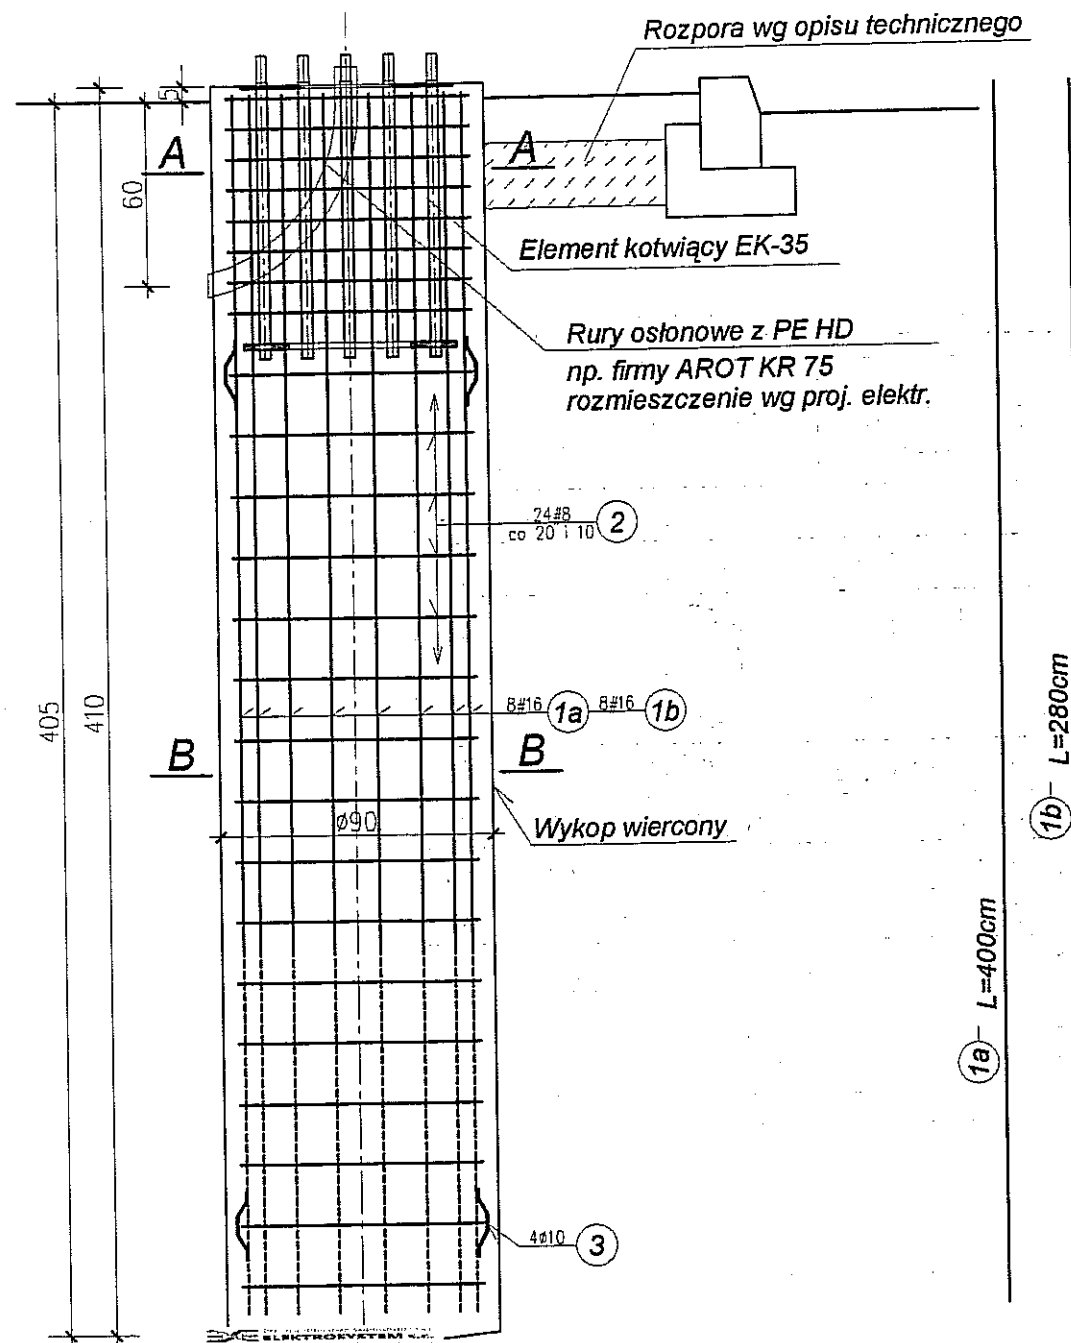 Rozpora wg opisu technicznego
5
A
A
60
Element kotwiący EK-35
Rury osłonowe z PE HD
np. firmy AROT KR 75
rozmieszczenie wg proj. elektr.
24#8
co 20 i 10
2
405
410
8#16
1a
8#16
1b
B
B
ø90
Wykop wiercony
1b
L=280cm
1a
L=400cm
4ø10
3
ELEKTROSYSTEM s.c.